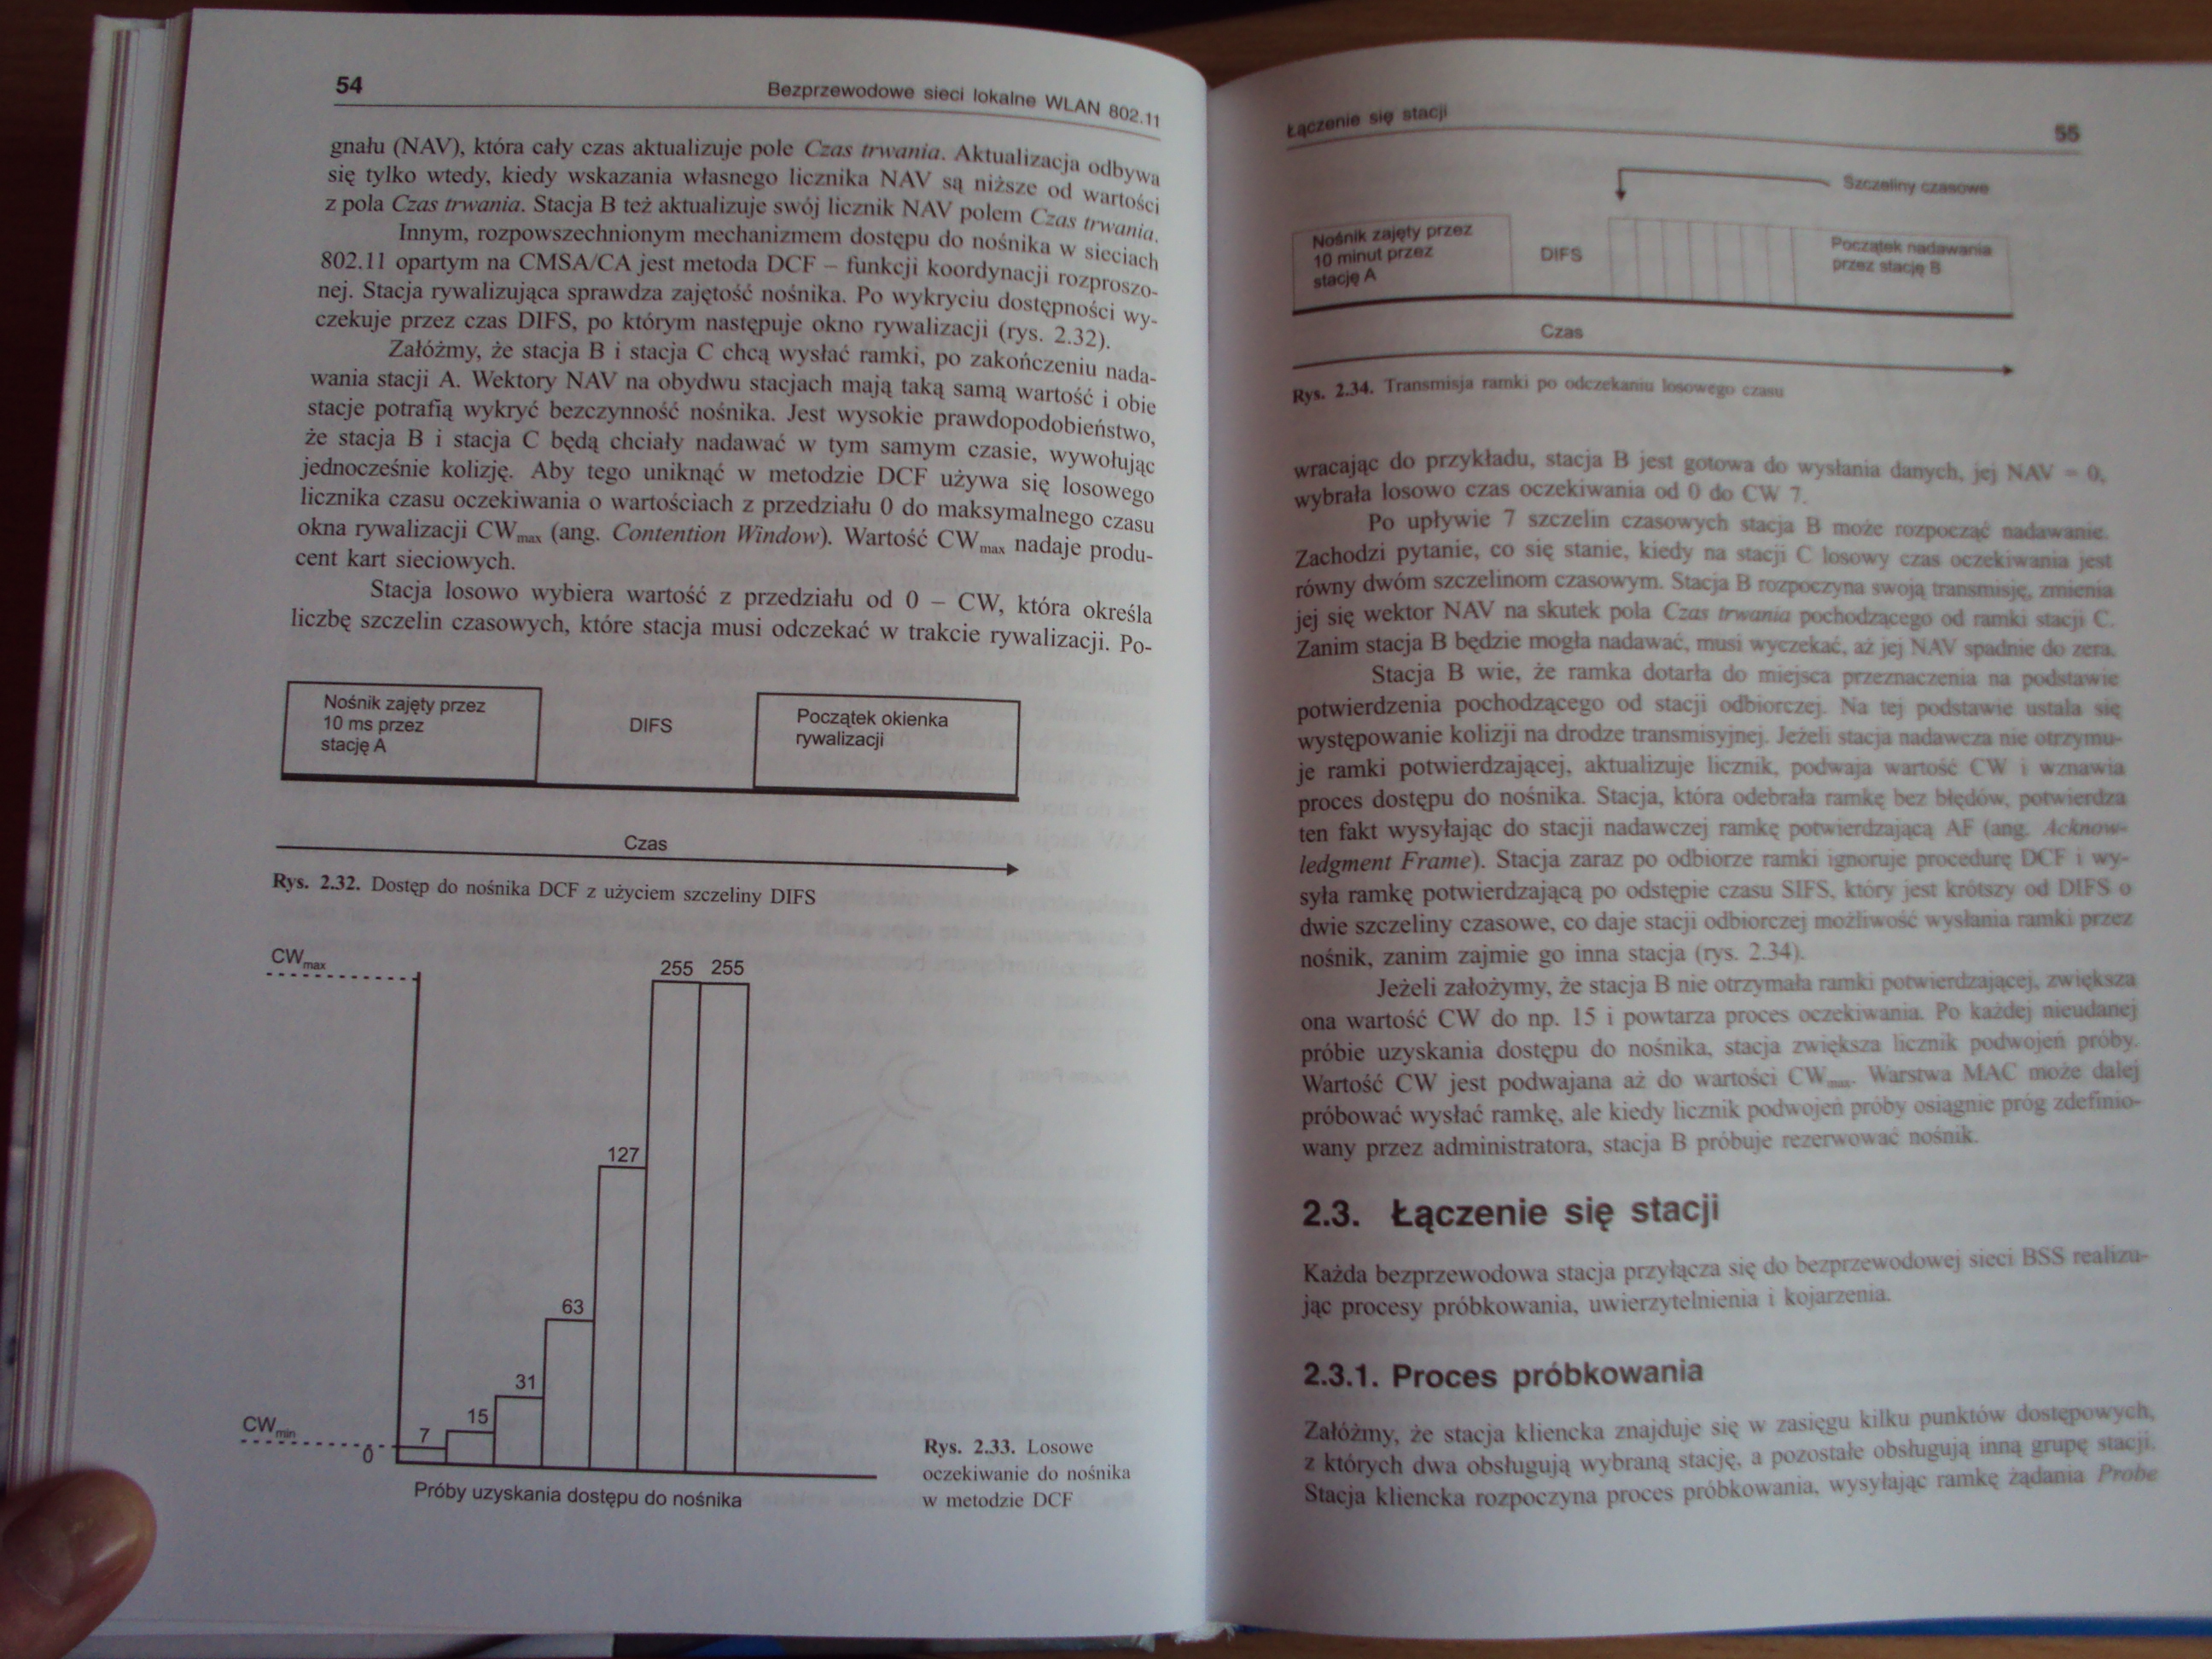 54
Bezprzewodowe sieci lokalne WLAN 802.11
gnału (NAV), która cały czas aktualizuje pole Czas trwania. Aktualizacja odbywa
się tylko wtedy, kiedy wskazania własnego licznika NAV są niższe od wartości
z pola Czas trwania. Stacja B też aktualizuje swój licznik NAV polem Czas trwania.
Innym, rozpowszechnionym mechanizmem dostępu do nośnika w sieciach
802.11 opartym na CMSA/CA jest metoda DCF – funkcji koordynacji rozproszo-
nej. Stacja rywalizująca sprawdza zajętość nośnika. Po wykryciu dostępności wy-
czekuje przez czas DIFS, po którym następuje okno rywalizacji (rys. 2.32).
Załóżmy, że stacja B i stacja C chcą wysłać ramki, po zakończeniu nada-
wania stacji A. Wektory NAV na obydwu stacjach mają taką samą wartość i obie
stacje potrafią wykryć bezczynność nośnika. Jest wysokie prawdopodobieństwo,
że stacja B i stacja C będą chciały nadawać w tym samym czasie, wywołując
jednocześnie kolizję. Aby tego uniknąć w metodzie DCF używa się losowego
licznika czasu oczekiwania o wartościach z przedziału 0 do maksymalnego czasu
okna rywalizacji CWmax (ang. Contention Window). Wartość CWmax nadaje produ-
cent kart sieciowych.
Stacja losowo wybiera wartość z przedziału od 0 – CW, która określa
liczbę szczelin czasowych, które stacja musi odczekać w trakcie rywalizacji. Po-
Nośnik zajęty przez
10 ms przez
stację A
DIFS
Początek okienka
rywalizacji
Czas
Rys. 2.32. Dostęp do nośnika DCF z użyciem szczeliny DIFS
CWmax
255 255
127
63
31
15
7
CWmin
0
Próby uzyskania dostępu do nośnika
Rys. 2.33. Losowe
oczekiwanie do nośnika
w metodzie DCF
Łączenie się stacji
55
Szczeliny czasowe
Nośnik zajęty przez
10 minut przez
stację A
DIFS
Początek nadawania
przez stację B
Czas
Rys. 2.34. Transmisja ramki po odczekaniu losowego czasu
wracając do przykładu, stacja B jest gotowa do wysłania danych, jej NAV = 0,
wybrała losowo czas oczekiwania od 0 do CW 7.
Po upływie 7 szczelin czasowych stacja B może rozpocząć nadawanie.
Zachodzi pytanie, co się stanie, kiedy na stacji C losowy czas oczekiwania jest
równy dwóm szczelinom czasowym. Stacja B rozpoczyna swoją transmisję, zmienia
jej się wektor NAV na skutek pola Czas trwania pochodzącego od ramki stacji C.
Zanim stacja B będzie mogła nadawać, musi wyczekać, aż jej NAV spadnie do zera.
Stacja B wie, że ramka dotarła do miejsca przeznaczenia na podstawie
potwierdzenia pochodzącego od stacji odbiorczej. Na tej podstawie ustala się
występowanie kolizji na drodze transmisyjnej. Jeżeli stacja nadawcza nie otrzymu-
je ramki potwierdzającej, aktualizuje licznik, podwaja wartość CW i wznawia
proces dostępu do nośnika. Stacja, która odebrała ramkę bez błędów, potwierdza
ten fakt wysyłając do stacji nadawczej ramkę potwierdzającą AF (ang. Acknow-
ledgment Frame). Stacja zaraz po odbiorze ramki ignoruje procedurę DCF i wy-
syła ramkę potwierdzającą po odstępie czasu SIFS, który jest krótszy od DIFS o
dwie szczeliny czasowe, co daje stacji odbiorczej możliwość wysłania ramki przez
nośnik, zanim zajmie go inna stacja (rys. 2.34).
Jeżeli założymy, że stacja B nie otrzymała ramki potwierdzającej, zwiększa
ona wartość CW do np. 15 i powtarza proces oczekiwania. Po każdej nieudanej
próbie uzyskania dostępu do nośnika, stacja zwiększa licznik podwojeń próby.
Wartość CW jest podwajana aż do wartości CWmax. Warstwa MAC może dalej
próbować wysłać ramkę, ale kiedy licznik podwojeń próby osiągnie próg zdefinio-
wany przez administratora, stacja B próbuje rezerwować nośnik.
2.3. Łączenie się stacji
Każda bezprzewodowa stacja przyłącza się do bezprzewodowej sieci BSS realizu-
jąc procesy próbkowania, uwierzytelnienia i kojarzenia.
2.3.1. Proces próbkowania
Załóżmy, że stacja kliencka znajduje się w zasięgu kilku punktów dostępowych,
z których dwa obsługują wybraną stację, a pozostałe obsługują inną grupę stacji.
Stacja kliencka rozpoczyna proces próbkowania, wysyłając ramkę żądania Probe